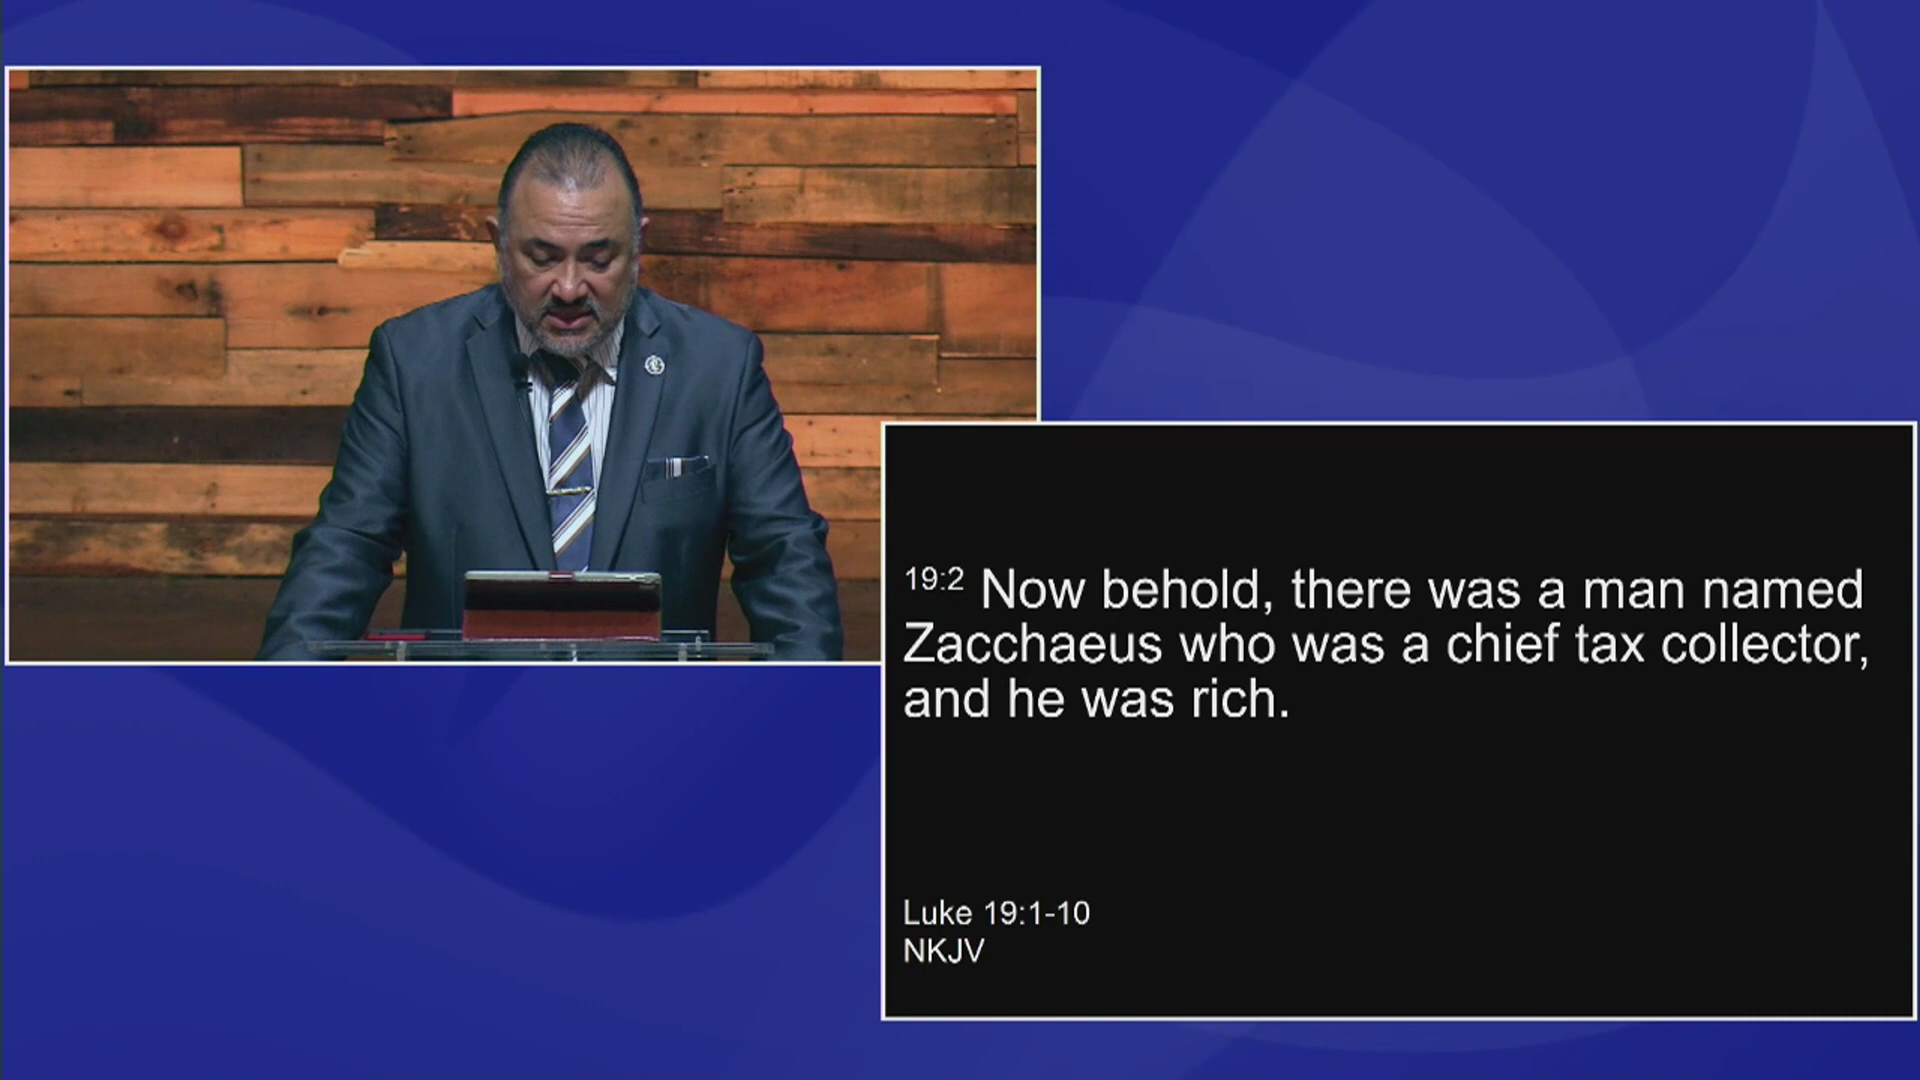 19:2 Now behold, there was a man named
Zacchaeus who was a chief tax collector,
and he was rich.
Luke 19:1-10
NKJV